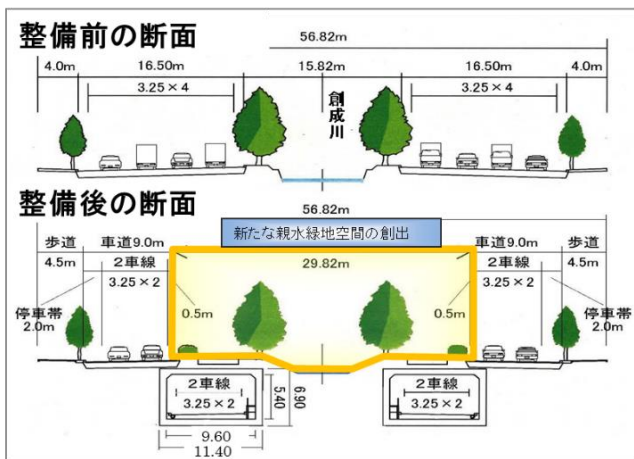 整備前の断面
56.82m
4.0m 16.50m 15.82m 16.50m 4.0m
3.25×4 3.25×4
創成川
整備後の断面
56.82m
新たな親水緑地空間の創出
歩道 車道9.0m 車道9.0m 歩道
4.5m 2車線 29.82m 2車線 4.5m
3.25×2 3.25×2
停車帯 2.0m 0.5m 0.5m 停車帯 2.0m
2車線 5.40 6.90 2車線
3.25×2 3.25×2
9.60
11.40